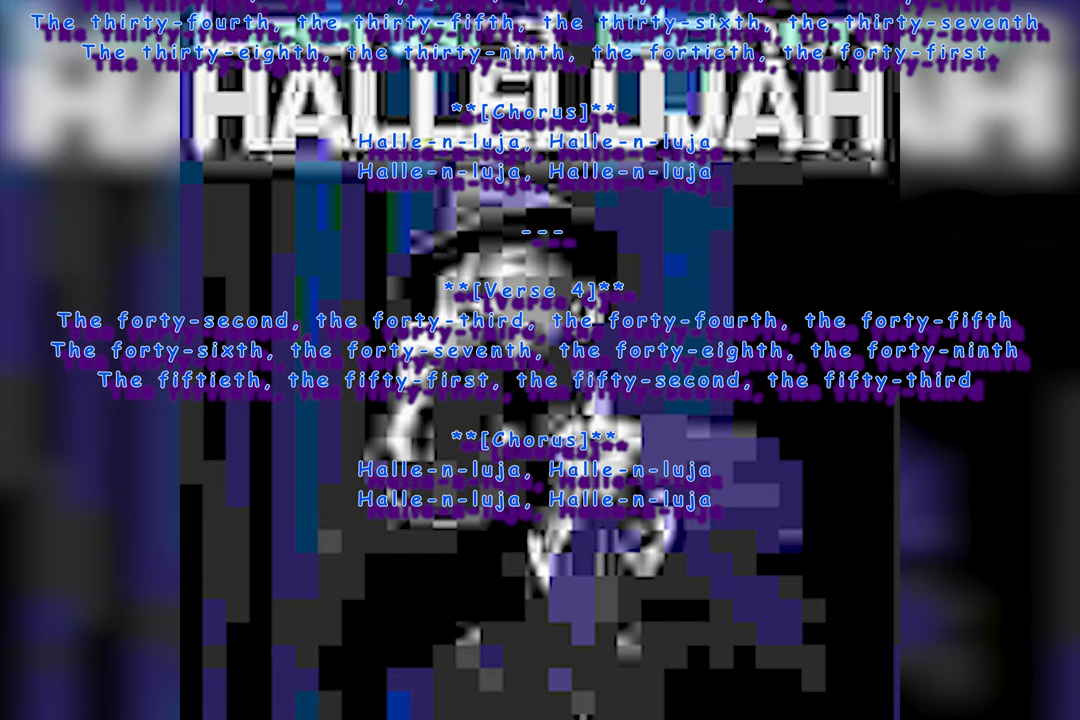 The thirty-fourth, the thirty-fifth, the thirty-sixth, the thirty-seventh
The thirty-eighth, the thirty-ninth, the fortieth, the forty-first
HALLELUJAH
**[Chorus]**
Halle-n-luja, Halle-n-luja
Halle-n-luja, Halle-n-luja
---
**[Verse 4]**
The forty-second, the forty-third, the forty-fourth, the forty-fifth
The forty-sixth, the forty-seventh, the forty-eighth, the forty-ninth
The fiftieth, the fifty-first, the fifty-second, the fifty-third
**[Chorus]**
Halle-n-luja, Halle-n-luja
Halle-n-luja, Halle-n-luja